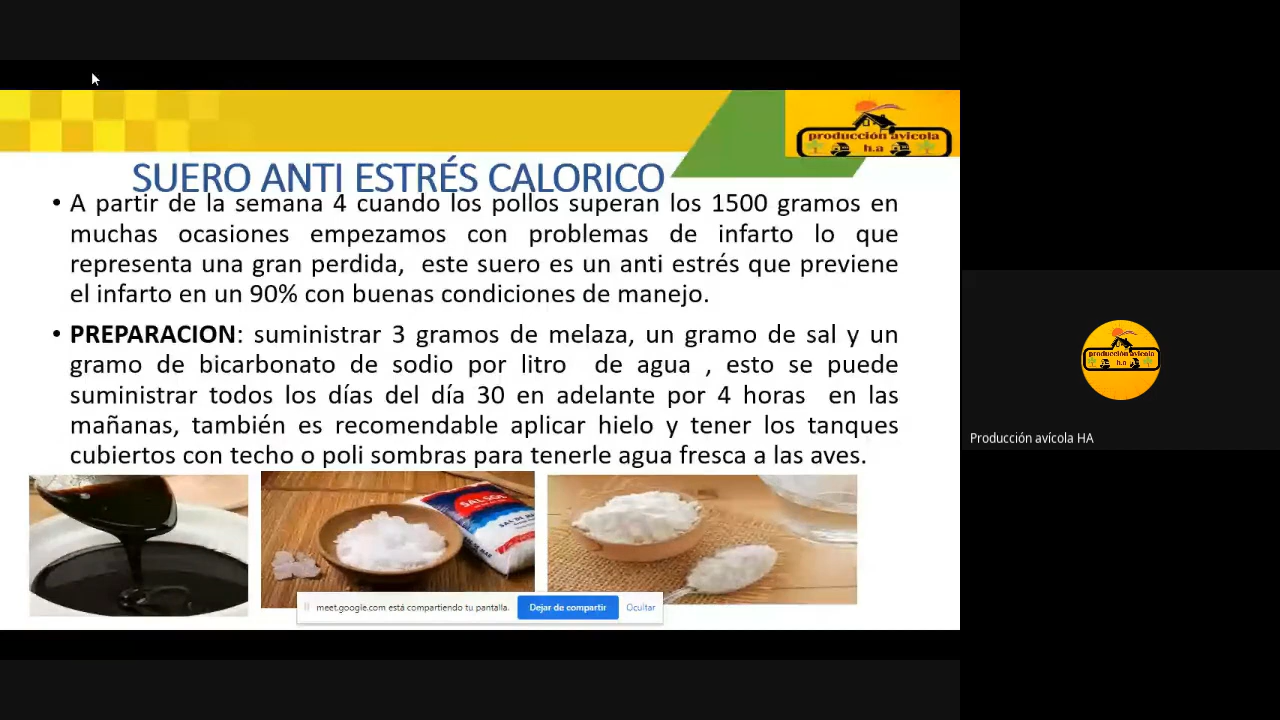 producción avicola
h.a
SUERO ANTI ESTRÉS CALORICO
• A partir de la semana 4 cuando los pollos superan los 1500 gramos en
muchas ocasiones empezamos con problemas de infarto lo que
representa una gran perdida, este suero es un anti estrés que previene
el infarto en un 90% con buenas condiciones de manejo.
• PREPARACION: suministrar 3 gramos de melaza, un gramo de sal y un
gramo de bicarbonato de sodio por litro de agua , esto se puede
suministrar todos los días del día 30 en adelante por 4 horas en las
mañanas, también es recomendable aplicar hielo y tener los tanques
cubiertos con techo o poli sombras para tenerle agua fresca a las aves.
SAL SOL
meet.google.com está compartiendo tu pantalla.
Dejar de compartir
Ocultar
producción avicola
h.a
Producción avícola HA